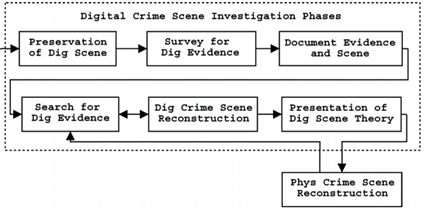 Digital Crime Scene Investigation Phases
Preservation
of Dig Scene
Survey for
Dig Evidence
Document Evidence
and Scene
Search for
Dig Evidence
Dig Crime Scene
Reconstruction
Presentation of
Dig Scene Theory
Phys Crime Scene
Reconstruction